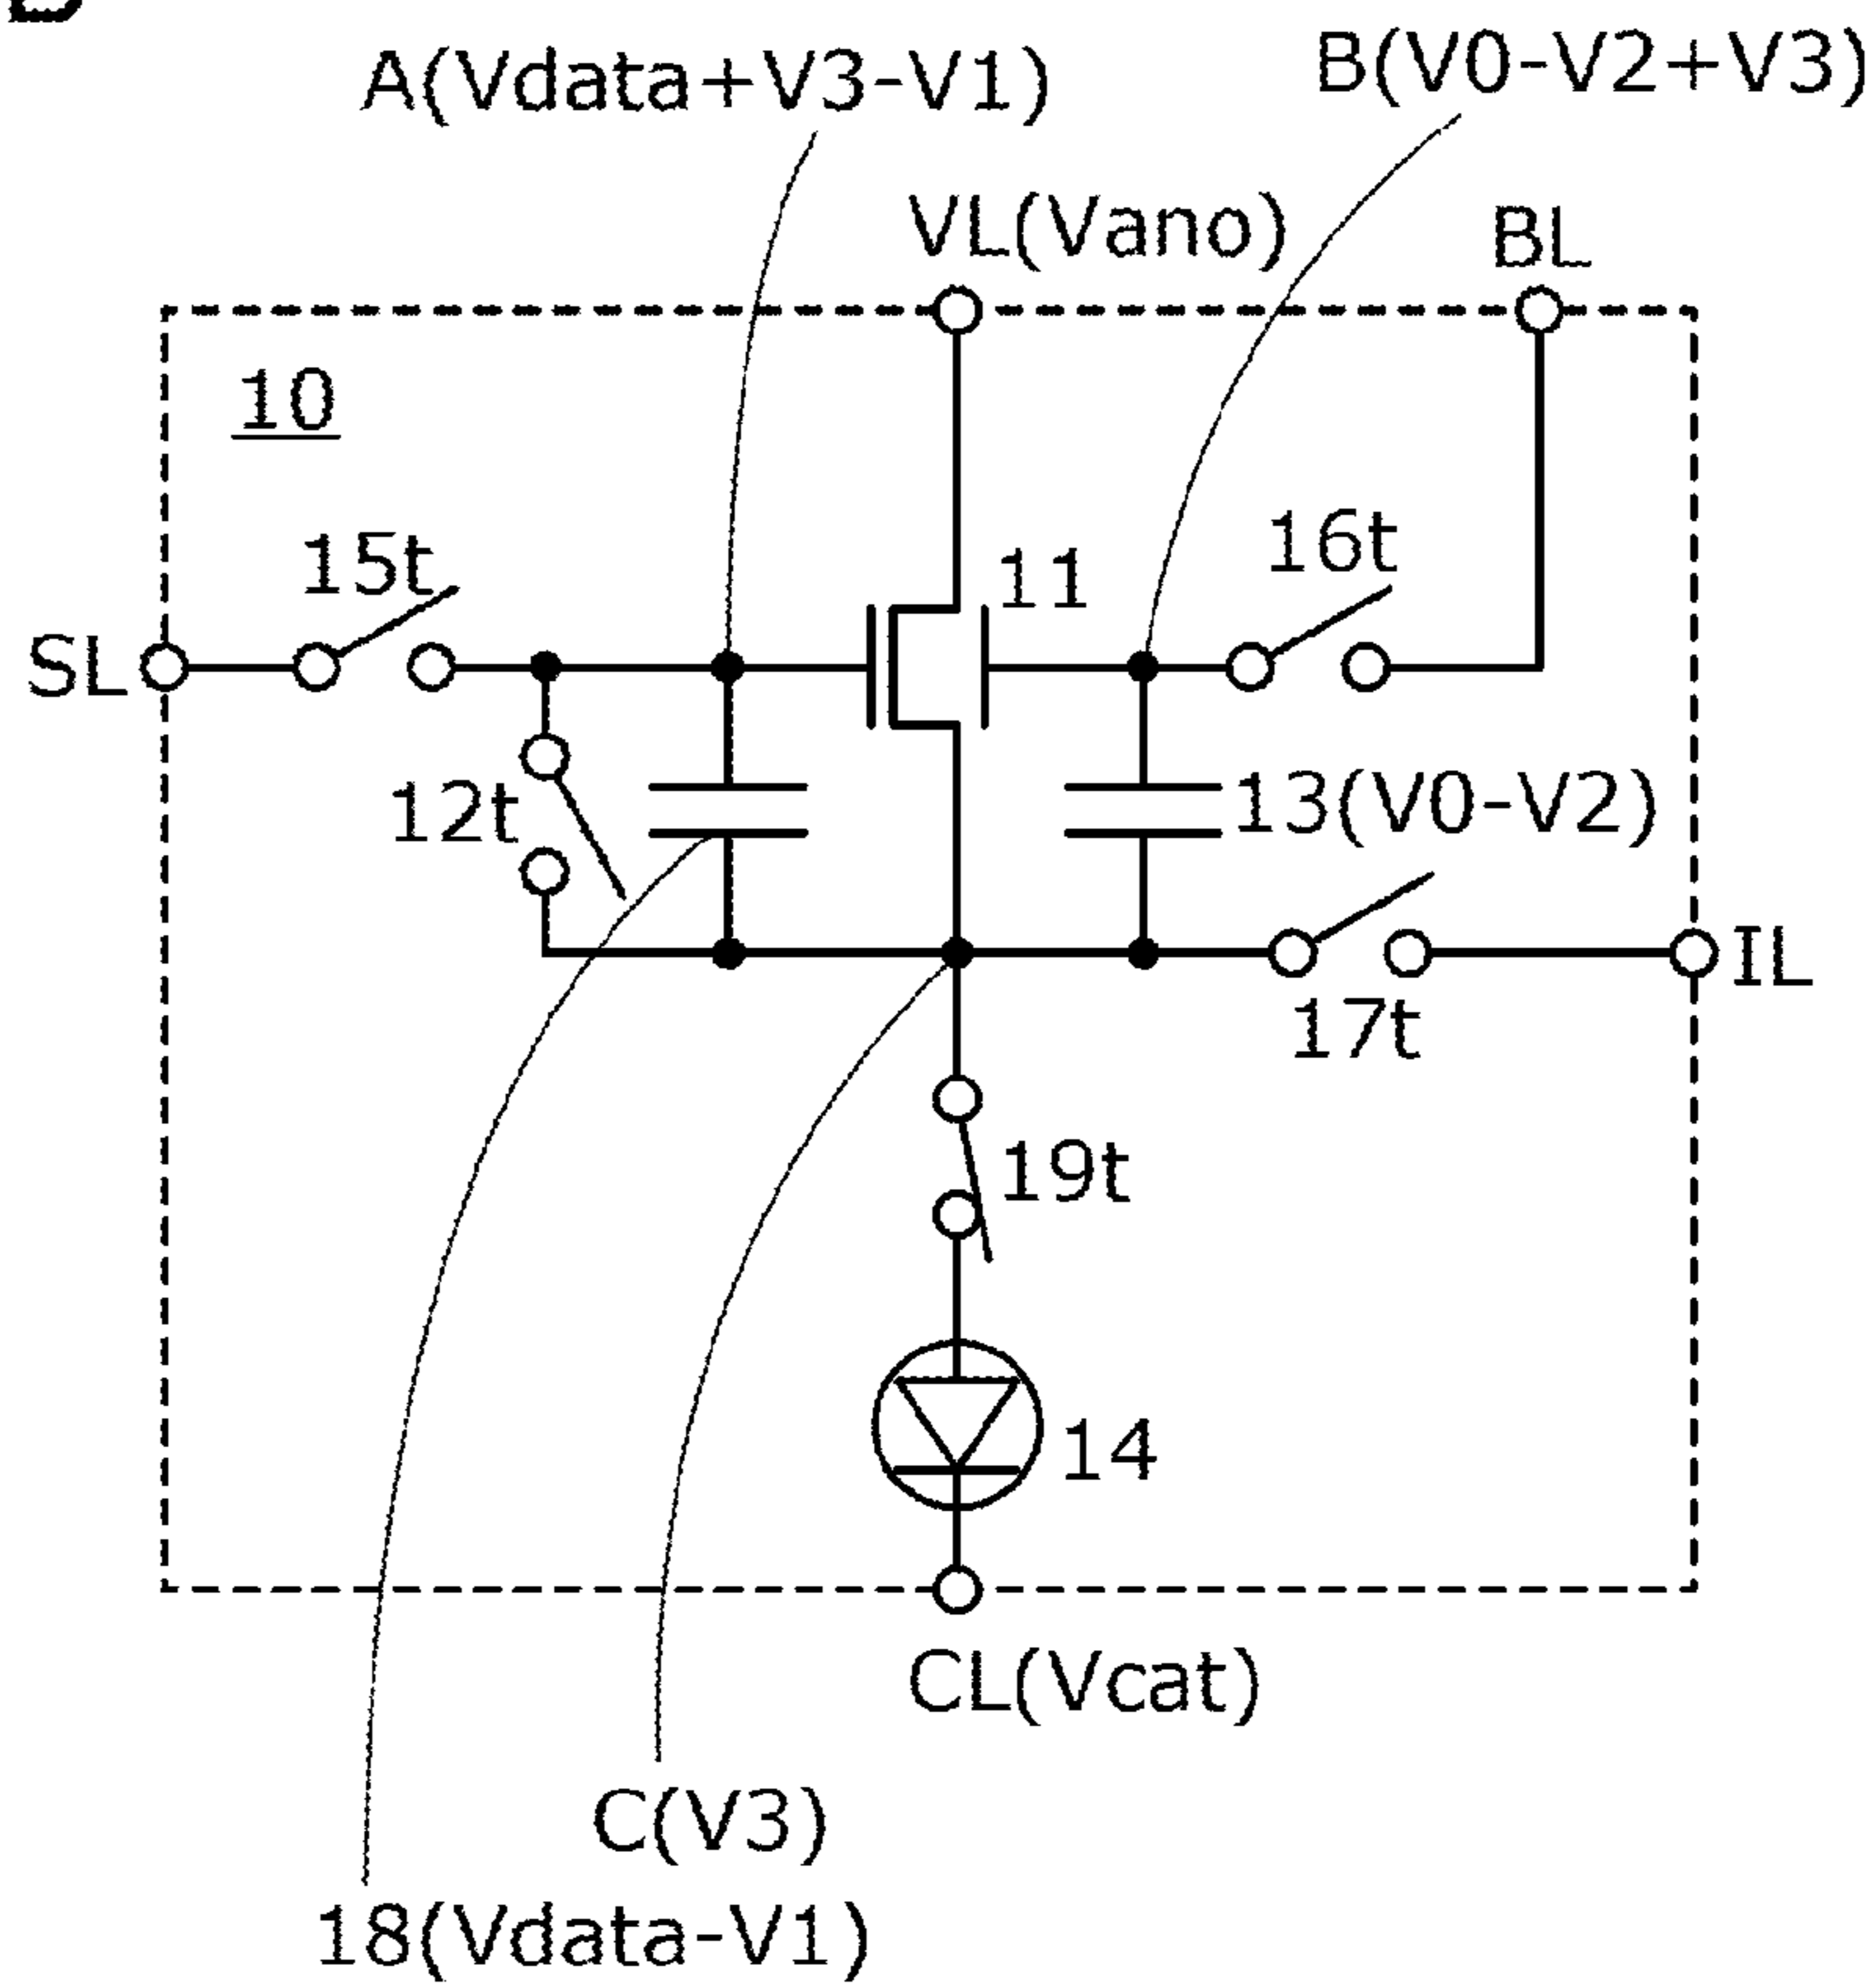 A(Vdata+V3-V1)
B(V0-V2+V3)
VL(Vano)
BL
10
15t
11
16t
SL
12t
13(V0-V2)
IL
17t
19t
14
CL(Vcat)
C(V3)
18(Vdata-V1)